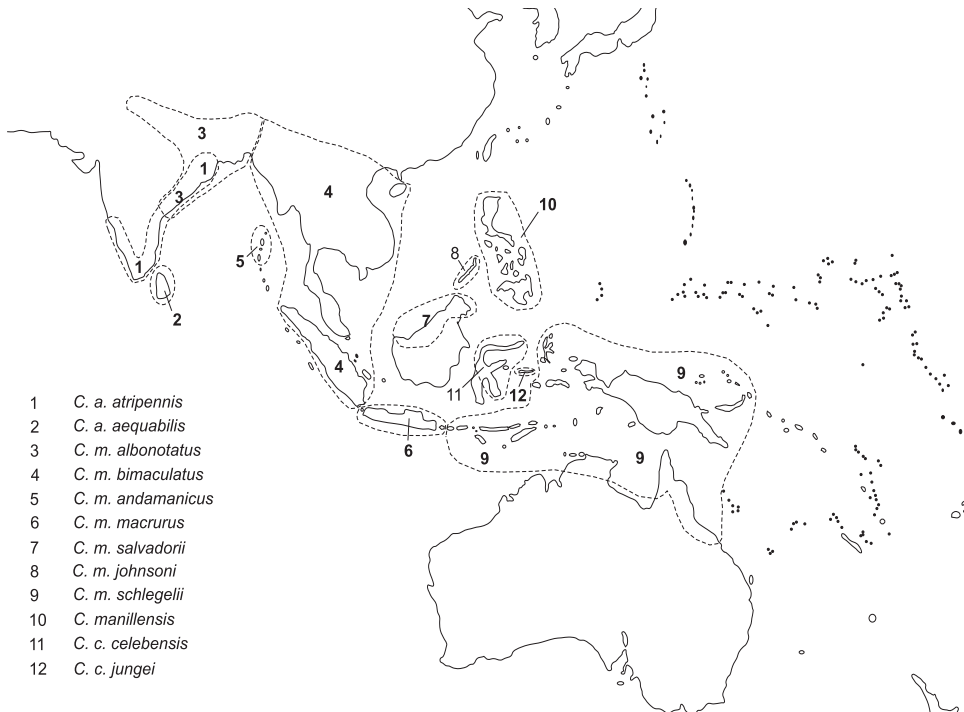 3
1
3
4
10
5
8
1
2
7
4
9
11
12
6
9
9
1 C. a. atripennis
2 C. a. aequabilis
3 C. m. albonotatus
4 C. m. bimaculatus
5 C. m. andamanicus
6 C. m. macrurus
7 C. m. salvadorii
8 C. m. johnsoni
9 C. m. schlegelii
10 C. manillensis
11 C. c. celebensis
12 C. c. jungei